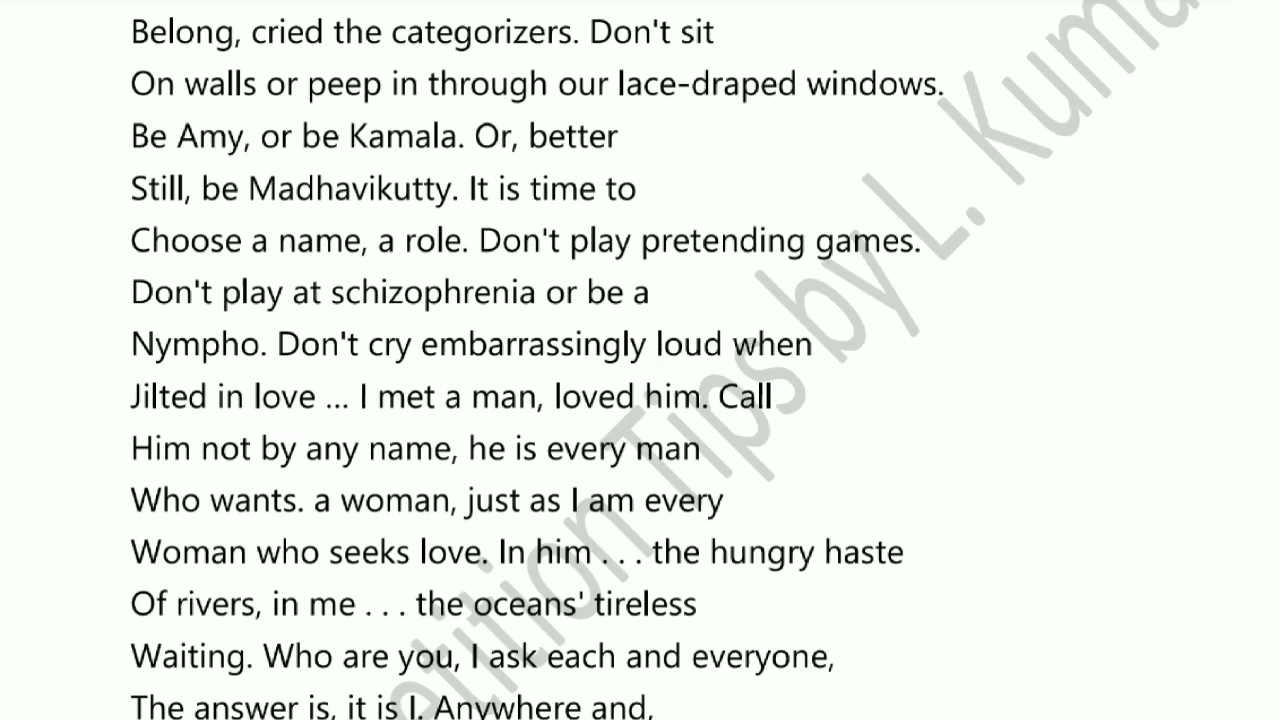 Belong, cried the categorizers. Don't sit
On walls or peep in through our lace-draped windows.
Be Amy, or be Kamala. Or, better
Still, be Madhavikutty. It is time to
Choose a name, a role. Don't play pretending games.
Don't play at schizophrenia or be a
Nympho. Don't cry embarrassingly loud when
Jilted in love ... I met a man, loved him. Call
Him not by any name, he is every man
Who wants. a woman, just as I am every
Woman who seeks love. In him . . . the hungry haste
Of rivers, in me . . . the oceans' tireless
Waiting. Who are you, I ask each and everyone,
The answer is, it is I. Anywhere and,
Tips by L.